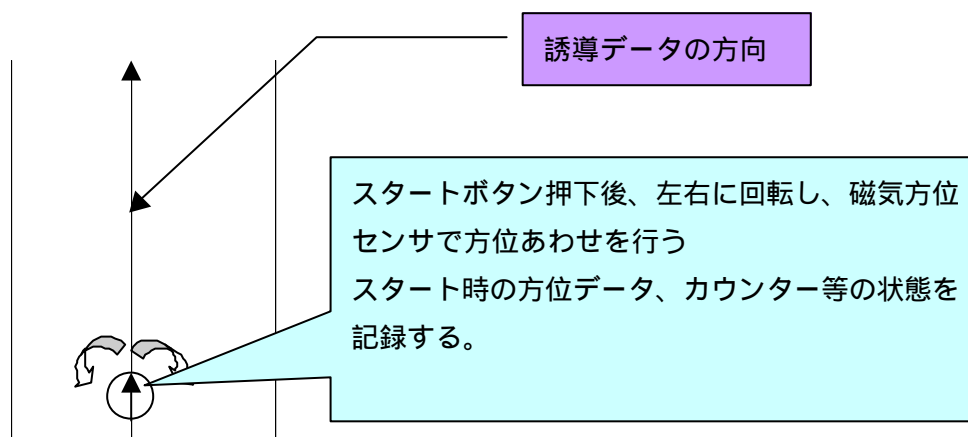 誘導データの方向
スタートボタン押下後、左右に回転し、磁気方位
センサで方位あわせを行う
スタート時の方位データ、カウンター等の状態を
記録する。